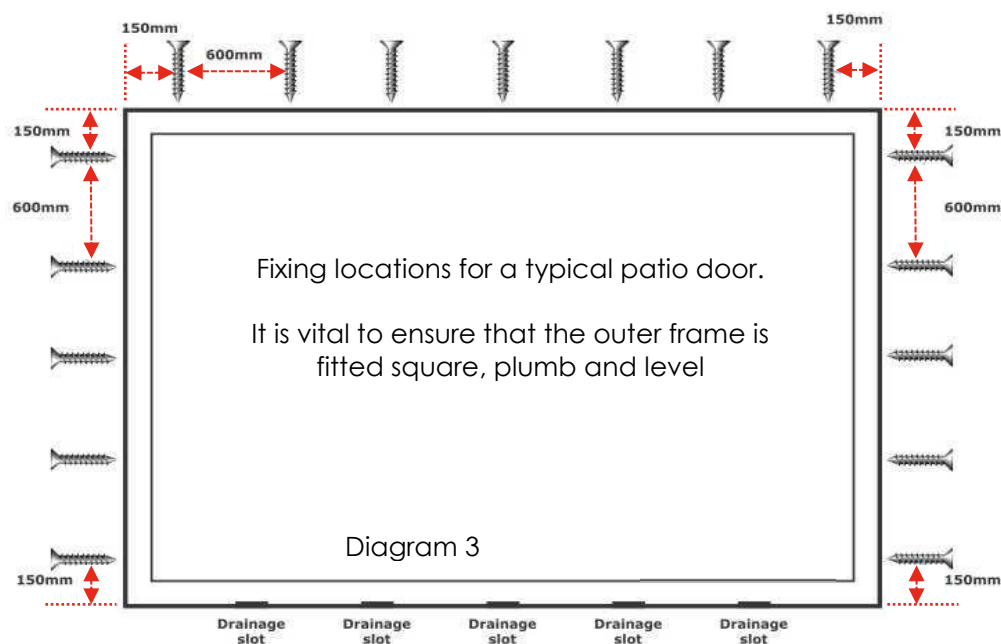 150mm
150mm
600mm
150mm
150mm
600mm
600mm
Fixing locations for a typical patio door.
It is vital to ensure that the outer frame is
fitted square, plumb and level
Diagram 3
150mm
150mm
Drainage
slot
Drainage
slot
Drainage
slot
Drainage
slot
Drainage
slot